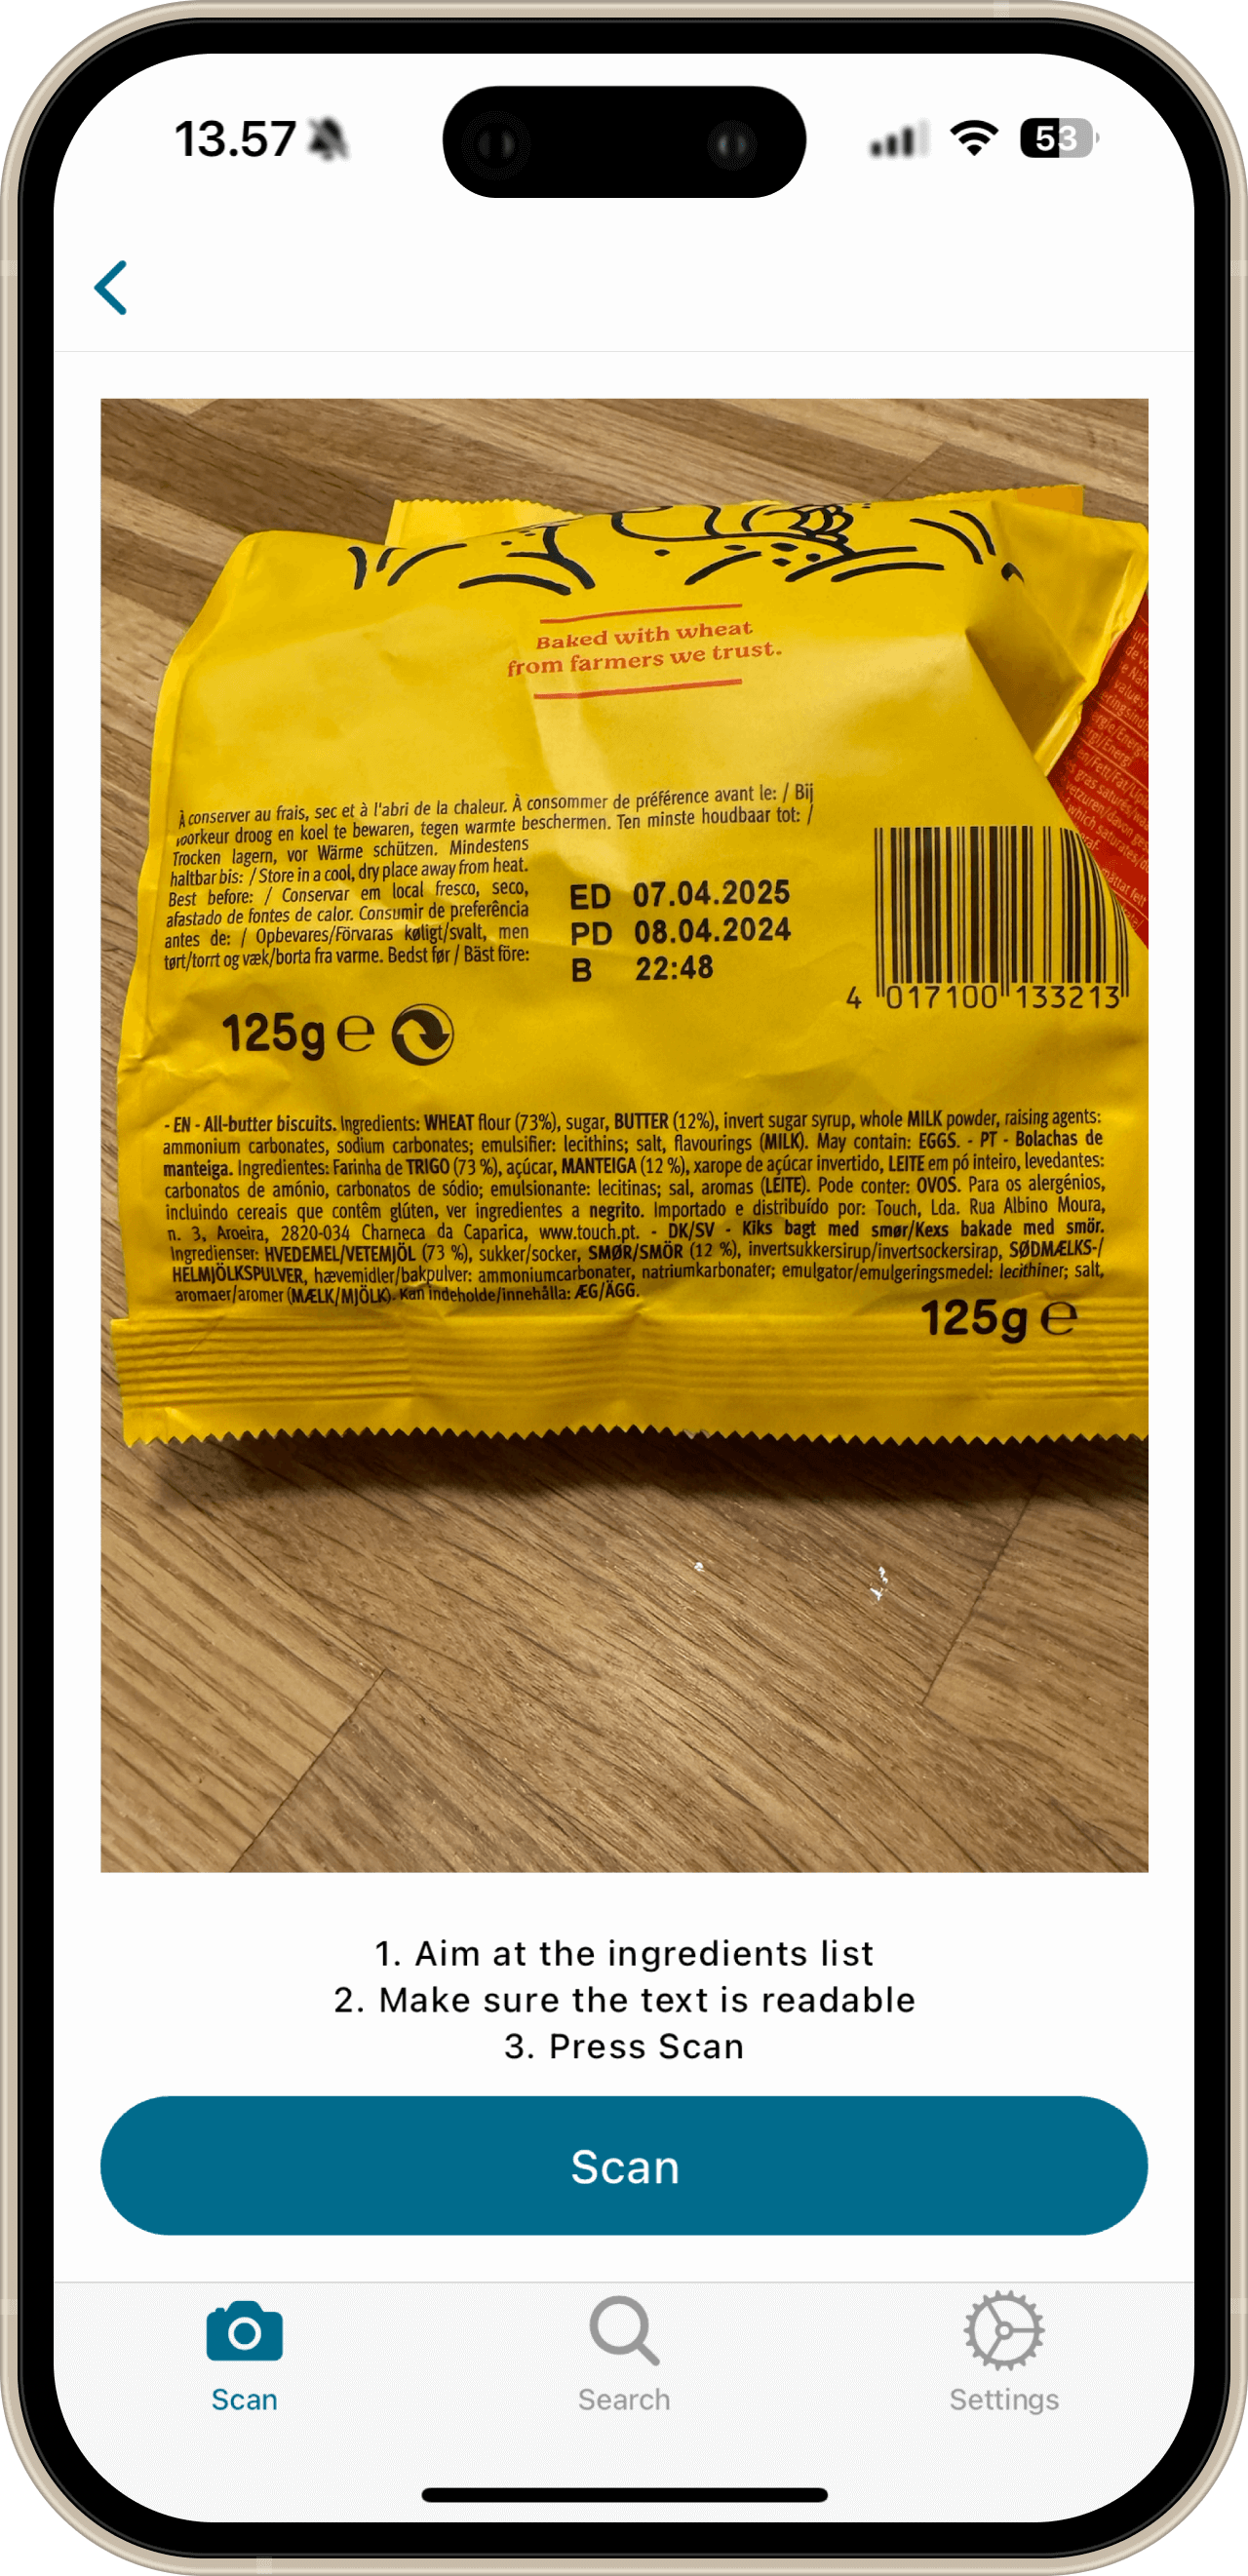 13.57
53
Baked with wheat
from farmers we trust.
À conserver au frais, sec et à l'abri de la chaleur. À consommer de préférence avant le: / Bij
voorkeur droog en koel te bewaren, tegen warmte beschermen. Ten minste houdbaar tot: /
Trocken lagern, vor Wärme schützen. Mindestens
haltbar bis: / Store in a cool, dry place away from heat.
Best before: / Conservar em local fresco, seco,
afastado de fontes de calor. Consumir de preferência
antes de: / Opbevares/Förvaras køligt/svalt, men
tørt/torrt og væk/borta fra varme. Bedst før / Bäst före:
ED 07.04.2025
PD 08.04.2024
B 22:48
4 017100 133213
125g e
- EN - All-butter biscuits. Ingredients: WHEAT flour (73%), sugar, BUTTER (12%), invert sugar syrup, whole MILK powder, raising agents:
ammonium carbonates, sodium carbonates; emulsifier: lecithins; salt, flavourings (MILK). May contain: EGGS. - PT - Bolachas de
manteiga. Ingredientes: Farinha de TRIGO (73 %), açúcar, MANTEIGA (12 %), xarope de açúcar invertido, LEITE em pó inteiro, levedantes:
carbonatos de amónio, carbonatos de sódio; emulsionante: lecitinas; sal, aromas (LEITE). Pode conter: OVOS. Para os alergénios,
incluindo cereais que contêm glúten, ver ingredientes a negrito. Importado e distribuído por: Touch, Lda. Rua Albino Moura,
n. 3, Aroeira, 2820-034 Charneca da Caparica, www.touch.pt. - DK/SV - Kiks bagt med smør/Kexs bakade med smör.
Ingredienser: HVEDEMEL/VETEMJÖL (73 %), sukker/socker, SMØR/SMÖR (12 %), invertsukkersirup/invertsockersirap, SØDMÆLKS-/
HELMJÖLKSPULVER, hævemidler/bakpulver: ammoniumcarbonater, natriumkarbonater; emulgator/emulgeringsmedel: lecithiner; salt,
aromaer/aromer (MÆLK/MJÖLK). Kan indeholde/innehålla: ÆG/ÄGG.
125g e
1. Aim at the ingredients list
2. Make sure the text is readable
3. Press Scan
Scan
Scan
Search
Settings